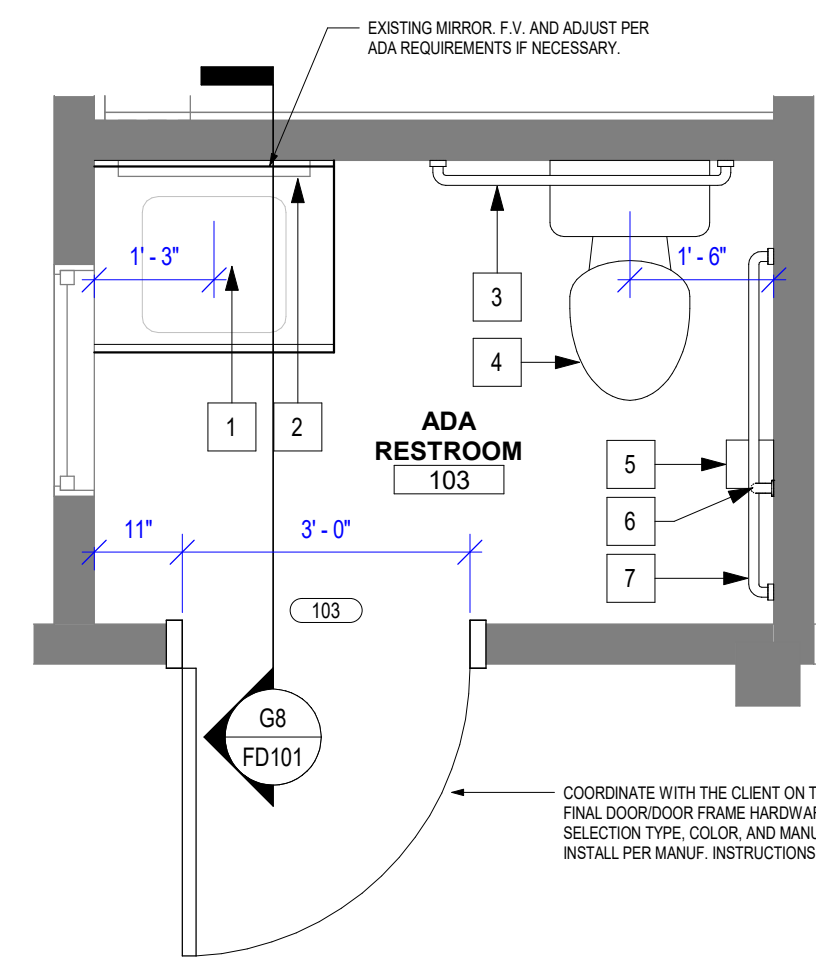 EXISTING MIRROR. F.V. AND ADJUST PER
ADA REQUIREMENTS IF NECESSARY.
1' - 3"
1' - 6"
3
4
1
2
ADA
RESTROOM
103
5
6
7
11"
3' - 0"
103
G8
FD101
COORDINATE WITH THE CLIENT ON
FINAL DOOR/DOOR FRAME
SELECTION TYPE, COLOR, AND
INSTALL PER MANUF. INSTRUCTIONS